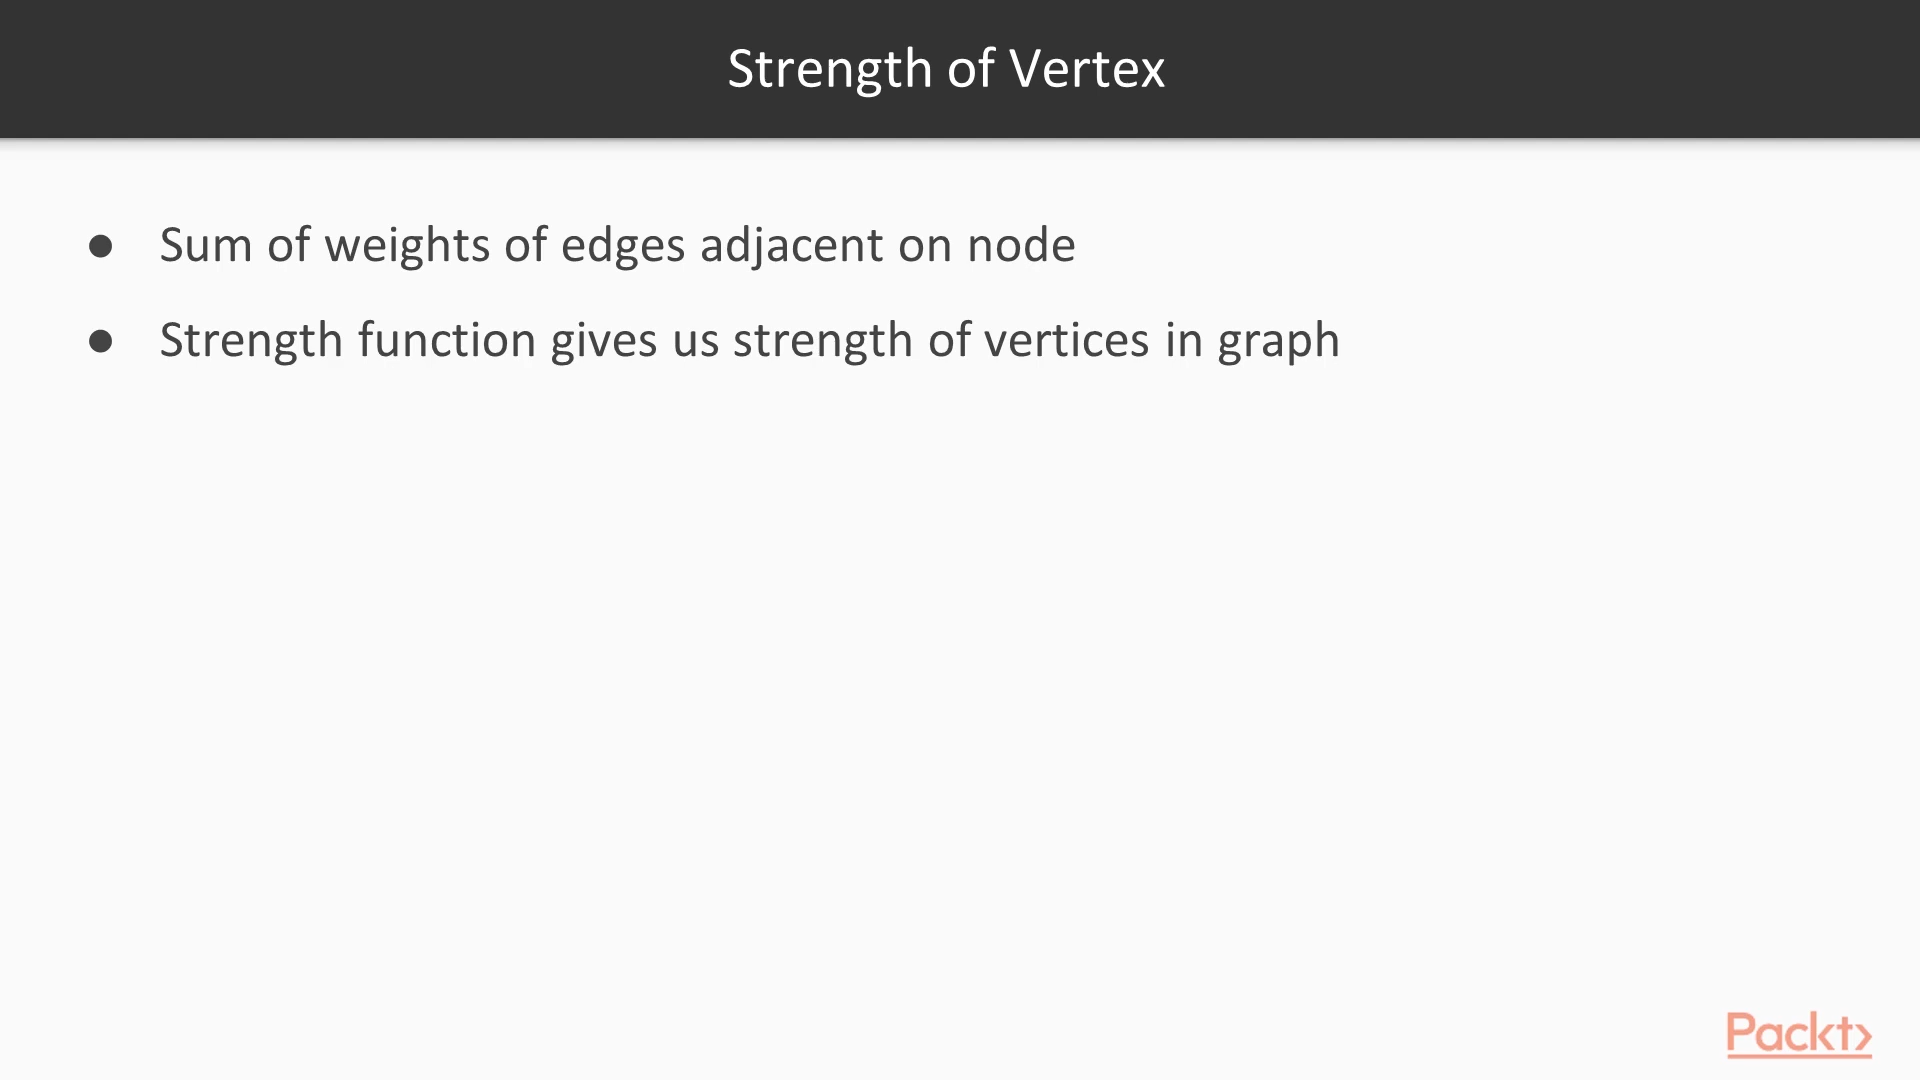 Strength of Vertex
● Sum of weights of edges adjacent on node
● Strength function gives us strength of vertices in graph
Packt>